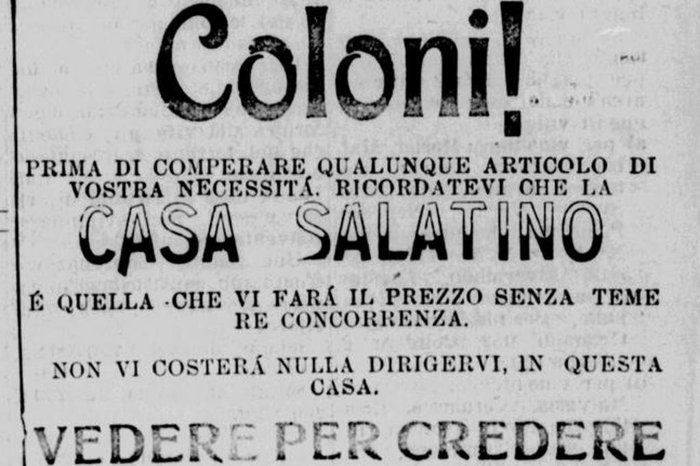 Coloni!
PRIMA DI COMPERARE QUALUNQUE ARTICOLO DI
VOSTRA NECESSITÁ. RICORDATEVI CHE LA
CASA SALATINO
É QUELLA CHE VI FARÁ IL PREZZO SENZA TEME
RE CONCORRENZA.
NON VI COSTERÁ NULLA DIRIGERVI, IN QUESTA
CASA.
VEDERE PER CREDERE